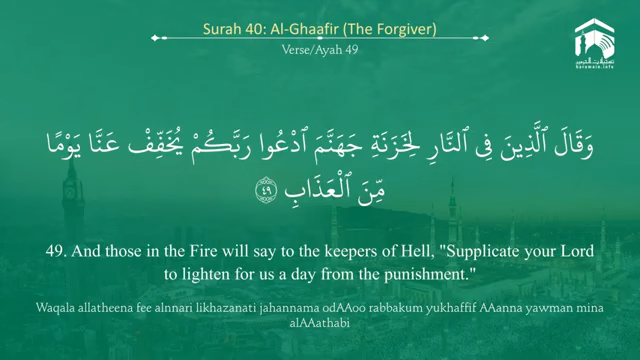 Surah 40: Al-Ghaafir (The Forgiver)
Verse/Ayah 49
haramain.info
وَقَالَ ٱلَّذِينَ فِى ٱلنَّارِ لِخَزَنَةِ جَهَنَّمَ ٱدْعُوا رَبَّكُمْ يُخَفِّفْ عَنَّا يَوْمًا
مِّنَ ٱلْعَذَابِ ٤٩
49. And those in the Fire will say to the keepers of Hell, "Supplicate your Lord
to lighten for us a day from the punishment."
Waqala allatheena fee alnnari likhazanati jahannama odAAoo rabbakum yukhaffif AAanna yawman mina
alAAathabi